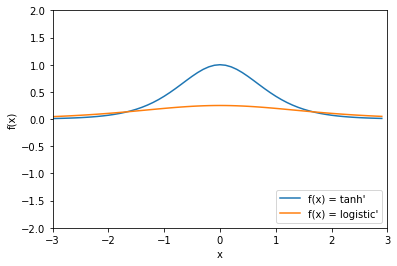 2.0
1.5
1.0
0.5
0.0
−0.5
−1.0
−1.5
−2.0
f(x)
−3 −2 −1 0 1 2 3
x
f(x) = tanh'
f(x) = logistic'